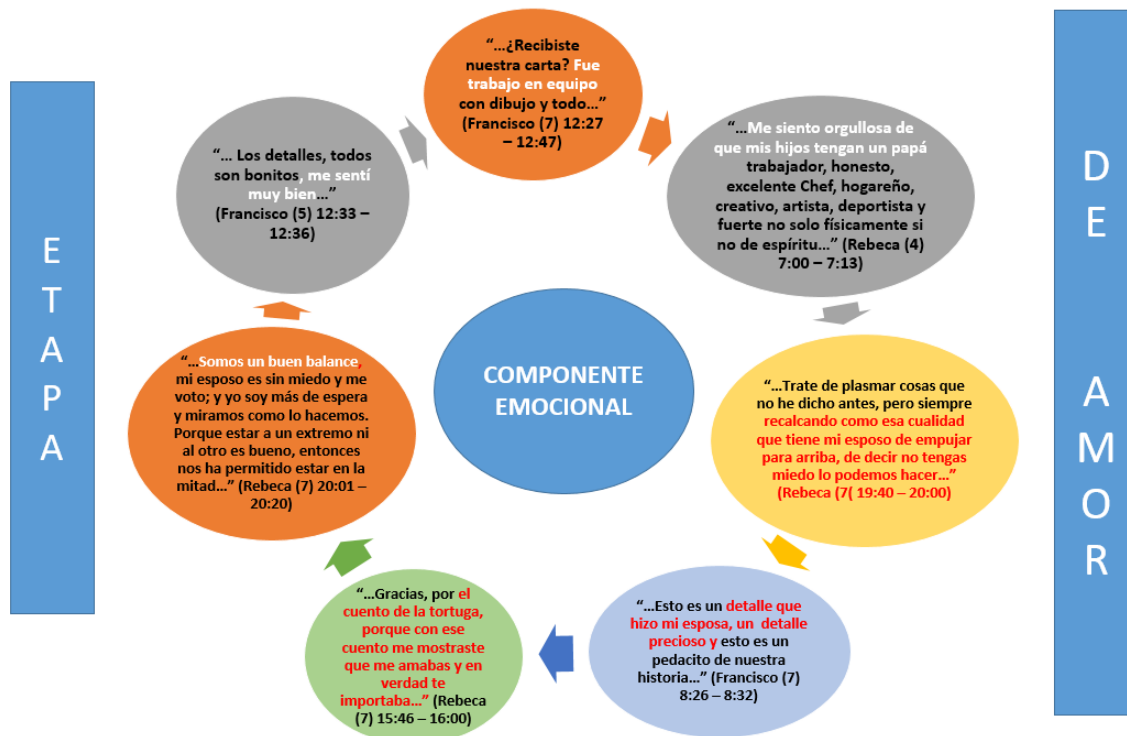 ETAPA
DE AMOR
COMPONENTE
EMOCIONAL
“...¿Recibiste
nuestra carta? Fue
trabajo en equipo
con dibujo y todo...”
(Francisco (7) 12:27
– 12:47)
“...Me siento orgullosa de
que mis hijos tengan un papá
trabajador, honesto,
excelente Chef, hogareño,
creativo, artista, deportista y
fuerte no solo físicamente si
no de espíritu...” (Rebeca (4)
7:00 – 7:13)
“...Trate de plasmar cosas que
no he dicho antes, pero siempre
recalcando como esa cualidad
que tiene mi esposo de empujar
para arriba, de decir no tengas
miedo lo podemos hacer...”
(Rebeca (7( 19:40 – 20:00)
“...Esto es un detalle que
hizo mi esposa, un detalle
precioso y esto es un
pedacito de nuestra
historia...” (Francisco (7)
8:26 – 8:32)
“...Gracias, por el
cuento de la tortuga,
porque con ese
cuento me mostraste
que me amabas y en
verdad te
importaba...” (Rebeca
(7) 15:46 – 16:00)
“...Somos un buen balance,
mi esposo es sin miedo y me
voto; y yo soy más de espera
y miramos como lo hacemos.
Porque estar a un extremo ni
al otro es bueno, entonces
nos ha permitido estar en la
mitad...” (Rebeca (7) 20:01 –
20:20)
“... Los detalles, todos
son bonitos, me sentí
muy bien...”
(Francisco (5) 12:33 –
12:36)